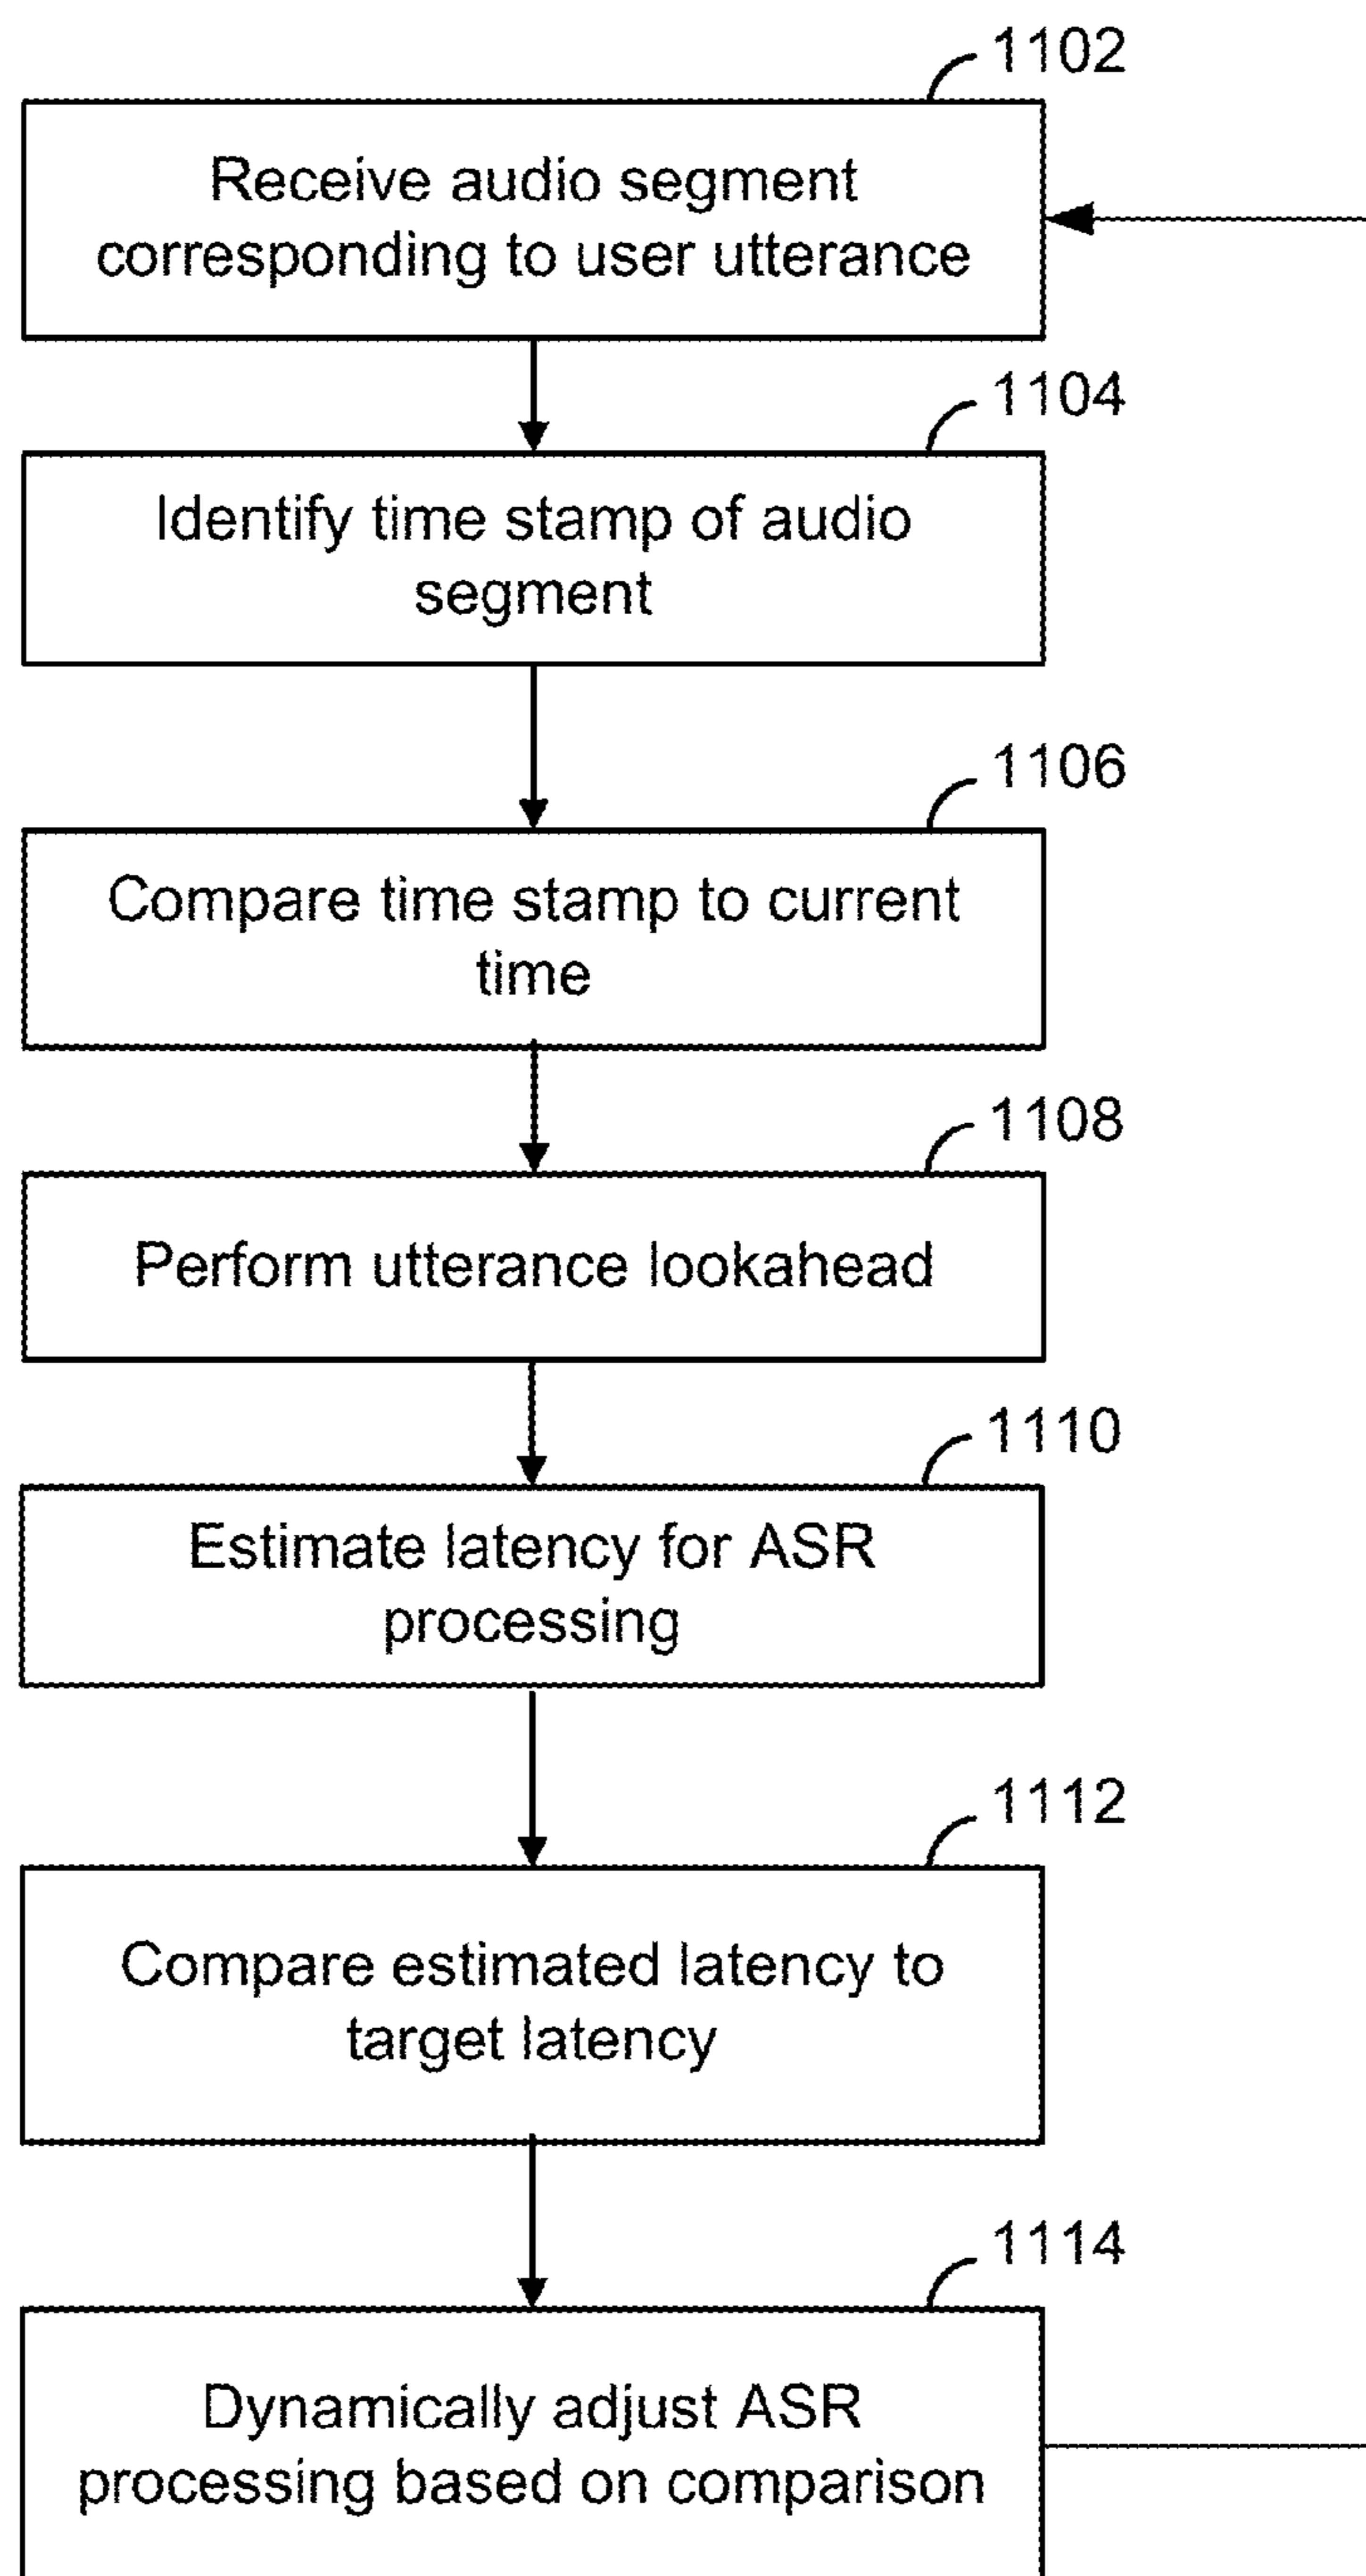 1102
Receive audio segment
corresponding to user utterance
1104
Identify time stamp of audio
segment
1106
Compare time stamp to current
time
1108
Perform utterance lookahead
1110
Estimate latency for ASR
processing
1112
Compare estimated latency to
target latency
1114
Dynamically adjust ASR
processing based on comparison